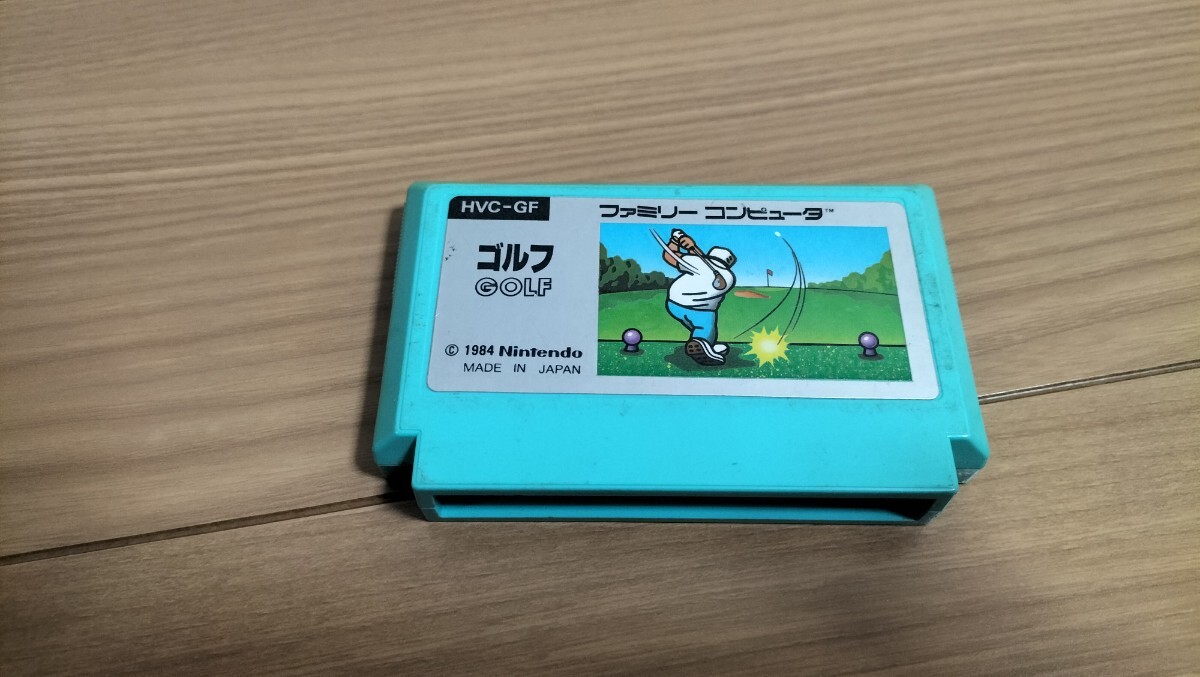 HVC-GF
ファミリー コンピュータ™
ゴルフ
GOLF
© 1984 Nintendo
MADE IN JAPAN